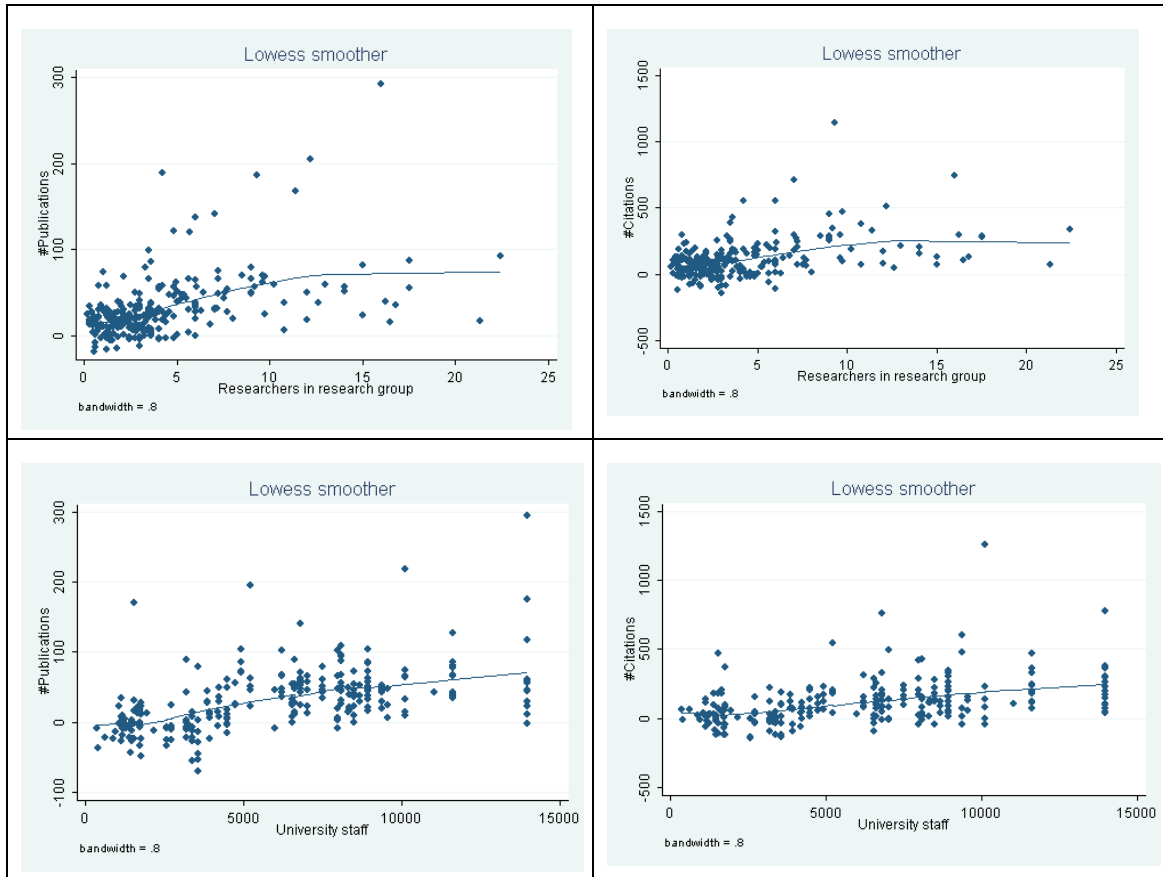 Lowess smoother
#Publications
300
200
100
0
0 5 10 15 20 25
Researchers in research group
bandwidth = .8
Lowess smoother
#Citations
1500
1000
500
0
-500
0 5 10 15 20 25
Researchers in research group
bandwidth = .8
Lowess smoother
#Publications
300
200
100
0
-100
0 5000 10000 15000
University staff
bandwidth = .8
Lowess smoother
#Citations
1500
1000
500
0
-500
0 5000 10000 15000
University staff
bandwidth = .8